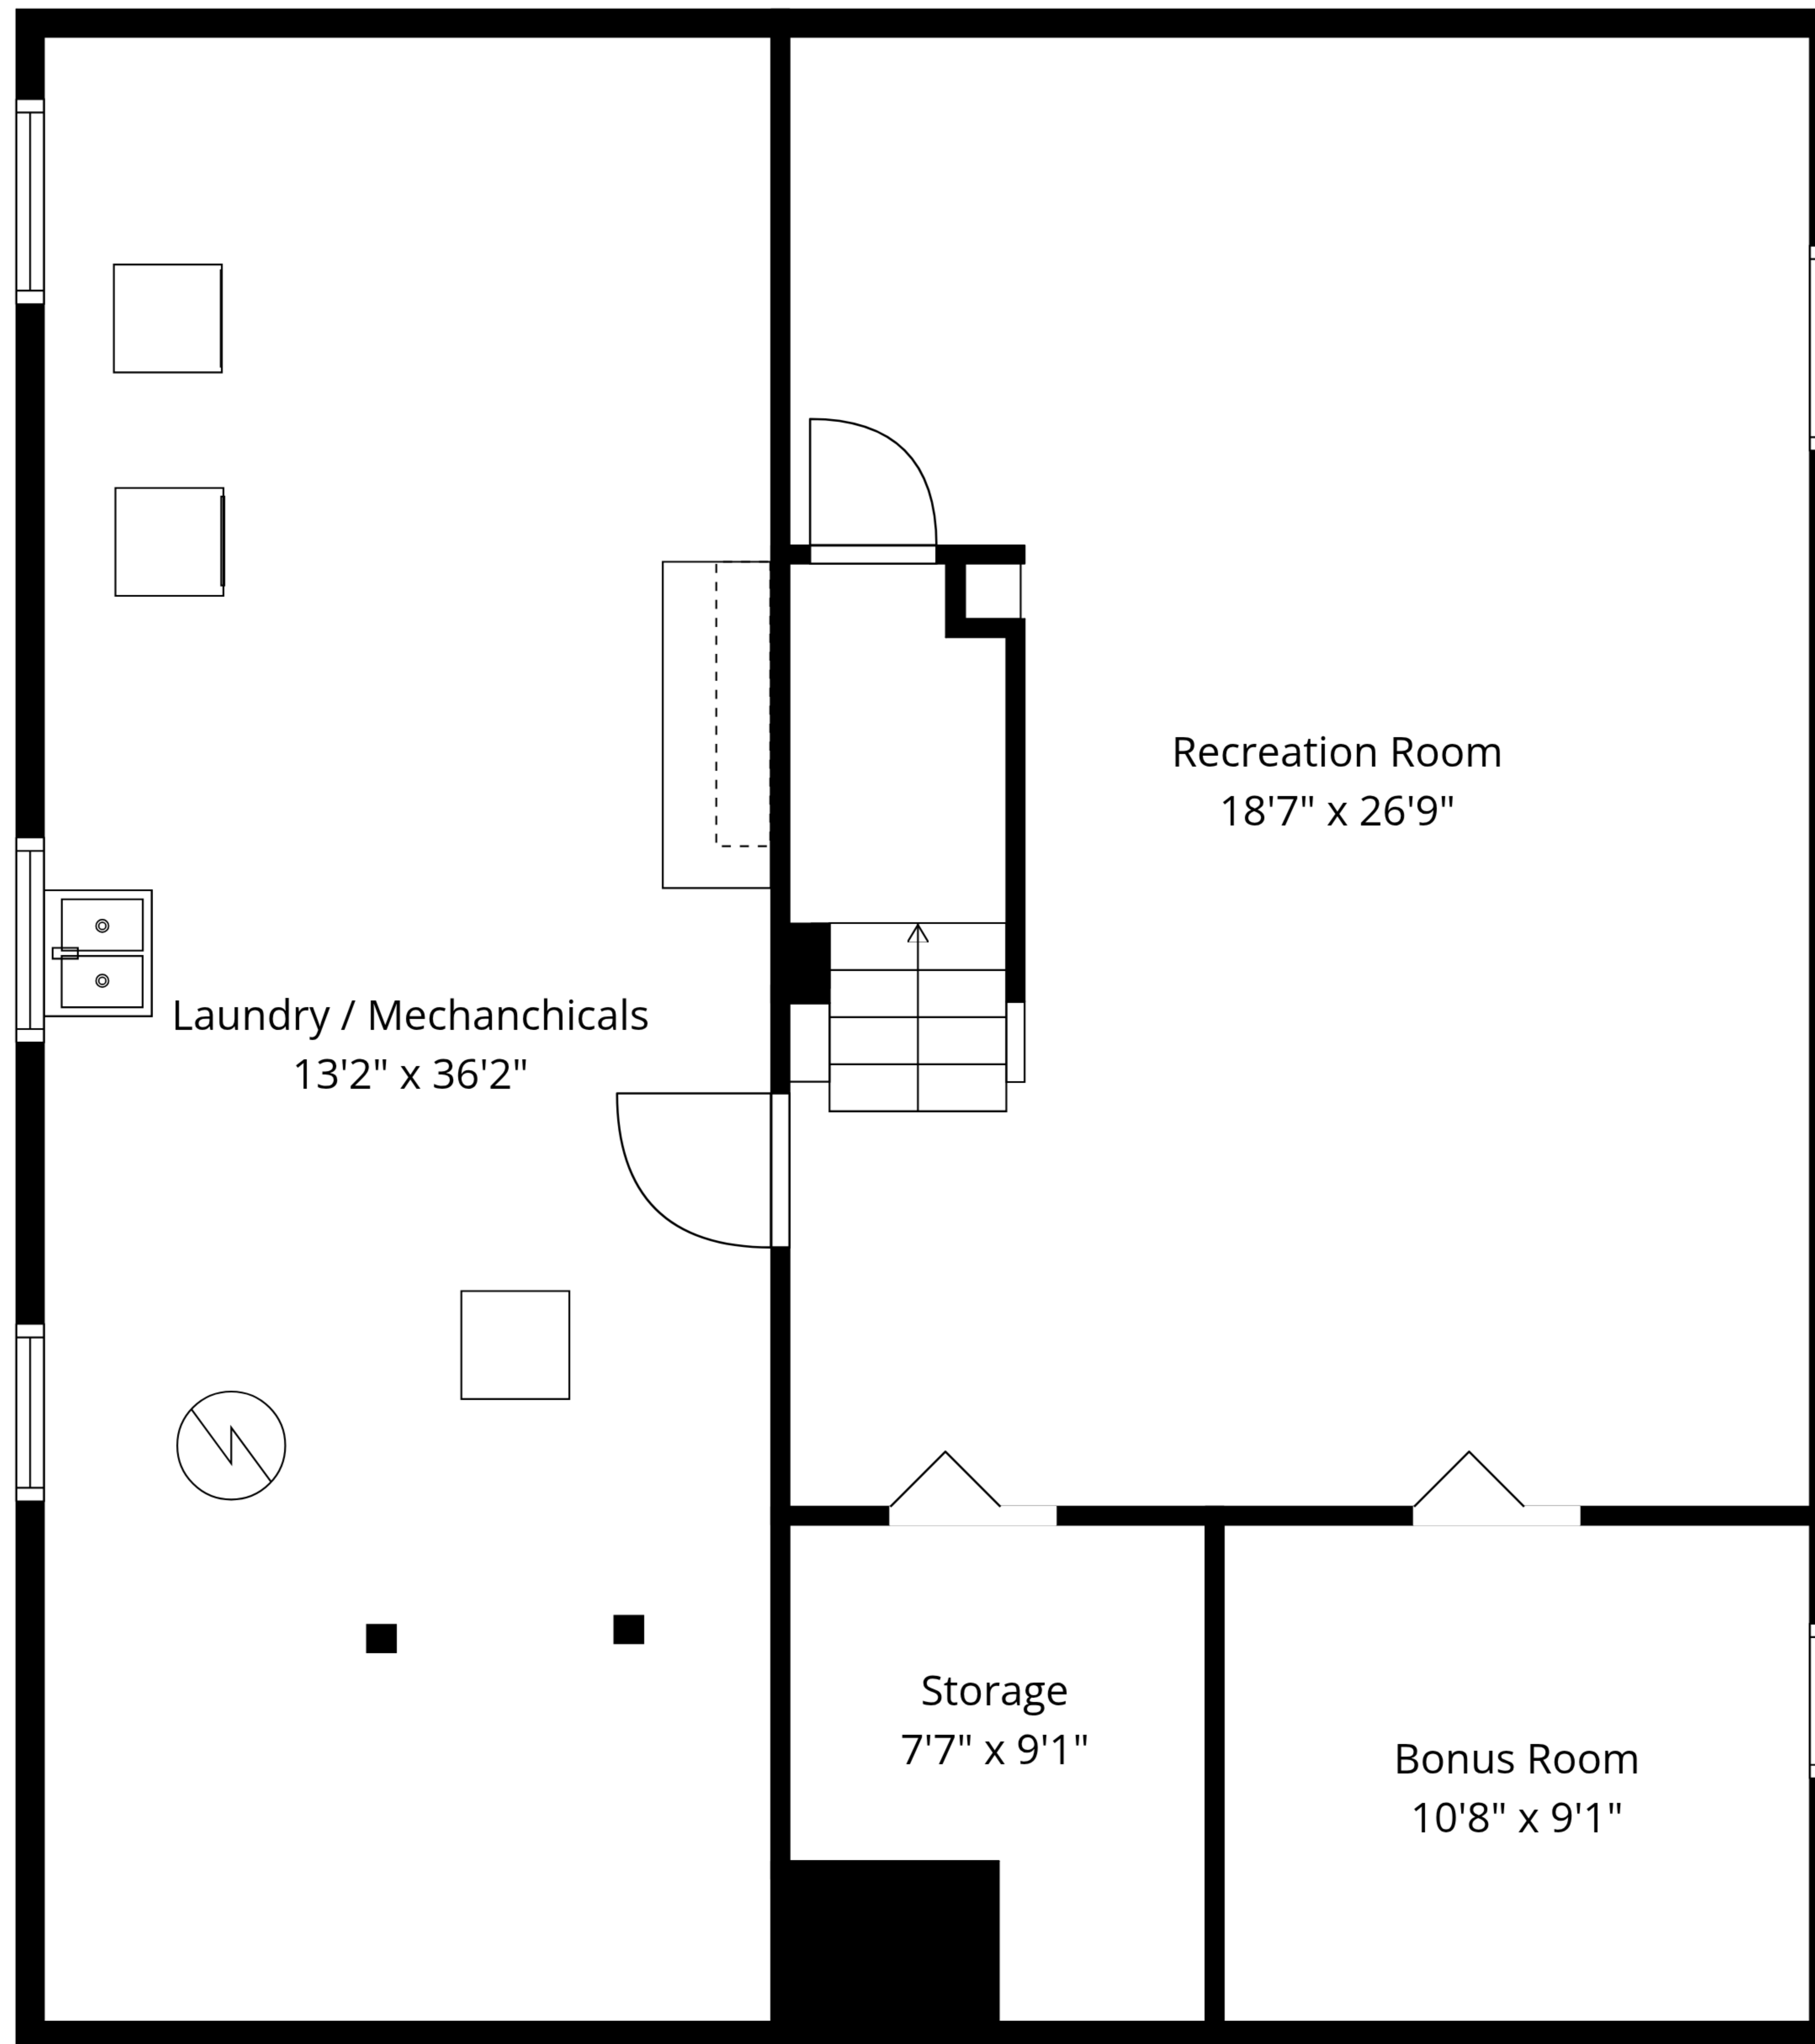 Recreation Room
18'7" x 26'9"
Laundry / Mechanchicals
13'2" x 36'2"
Storage
7'7" x 9'1"
Bonus Room
10'8" x 9'1"